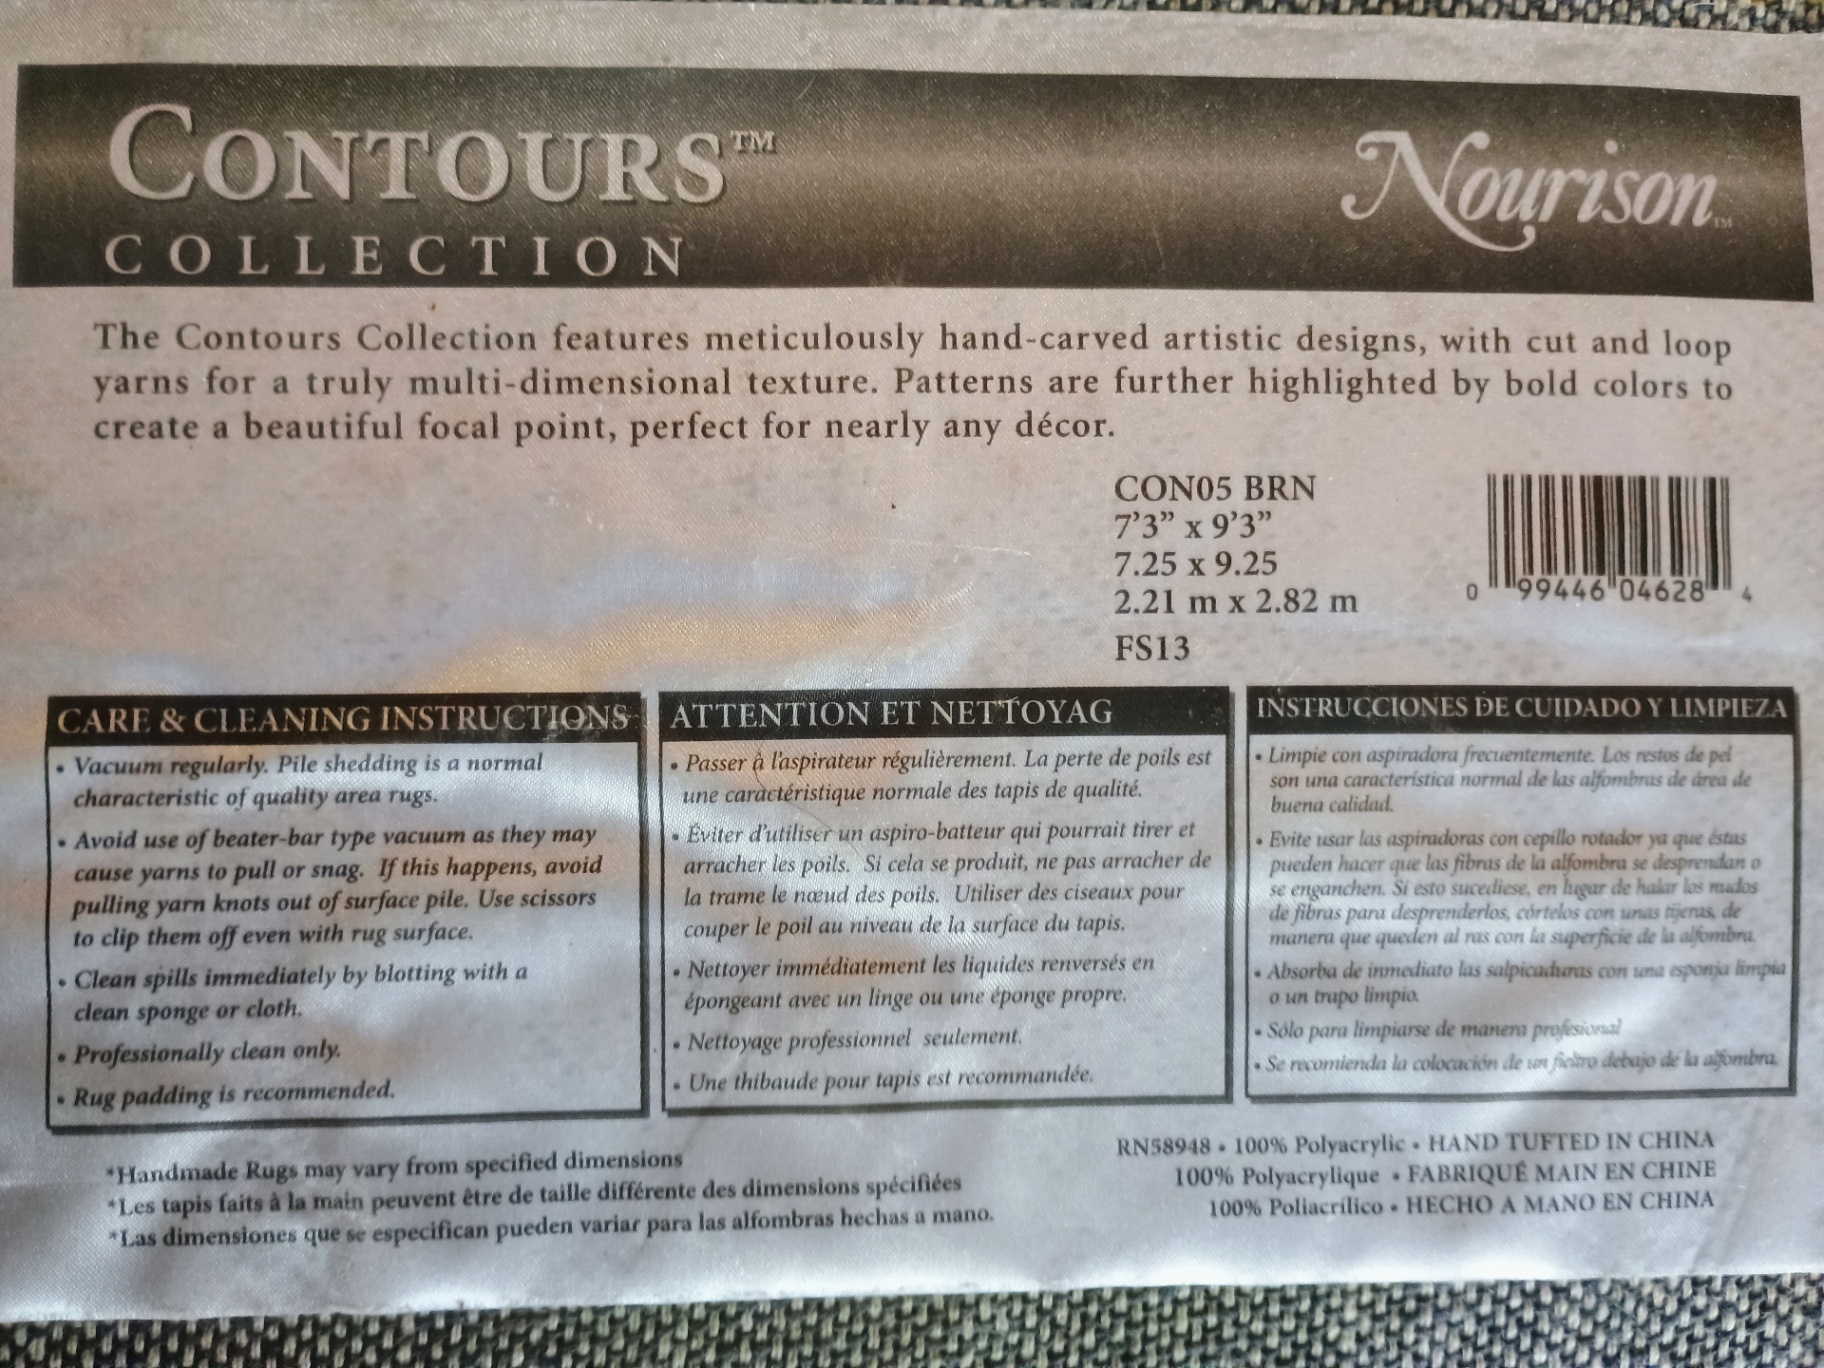 CONTOURS™
COLLECTION
Nourison™
The Contours Collection features meticulously hand-carved artistic designs, with cut and loop
yarns for a truly multi-dimensional texture. Patterns are further highlighted by bold colors to
create a beautiful focal point, perfect for nearly any décor.
CON05 BRN
7'3" x 9'3"
7.25 x 9.25
2.21 m x 2.82 m
FS13
0 99446 04628 4
CARE & CLEANING INSTRUCTIONS
• Vacuum regularly. Pile shedding is a normal
characteristic of quality area rugs.
• Avoid use of beater-bar type vacuum as they may
cause yarns to pull or snag. If this happens, avoid
pulling yarn knots out of surface pile. Use scissors
to clip them off even with rug surface.
• Clean spills immediately by blotting with a
clean sponge or cloth.
• Professionally clean only.
• Rug padding is recommended.
ATTENTION ET NETTOYAG
• Passer à l'aspirateur régulièrement. La perte de poils est
une caractéristique normale des tapis de qualité.
• Éviter d'utiliser un aspiro-batteur qui pourrait tirer et
arracher les poils. Si cela se produit, ne pas arracher de
la trame le nœud des poils. Utiliser des ciseaux pour
couper le poil au niveau de la surface du tapis.
• Nettoyer immédiatement les liquides renversés en
épongeant avec un linge ou une éponge propre.
• Nettoyage professionnel seulement.
• Une thibaude pour tapis est recommandée.
INSTRUCCIONES DE CUIDADO Y LIMPIEZA
• Limpie con aspiradora frecuentemente. Los restos de pel
son una característica normal de las alfombras de área de
buena calidad.
• Evite usar las aspiradoras con cepillo rotador ya que éstas
pueden hacer que las fibras de la alfombra se desprendan o
se enganchen. Si esto sucediese, en lugar de halar los nudos
de fibras para desprenderlos, córtelos con unas tijeras, de
manera que queden al ras con la superficie de la alfombra.
• Absorba de inmediato las salpicaduras con una esponja limpia
o un trapo limpio.
• Sólo para limpiarse de manera profesional
• Se recomienda la colocación de un fieltro debajo de la alfombra.
*Handmade Rugs may vary from specified dimensions
*Les tapis faits à la main peuvent être de taille différente des dimensions spécifiées
*Las dimensiones que se especifican pueden variar para las alfombras hechas a mano.
RN58948 • 100% Polyacrylic • HAND TUFTED IN CHINA
100% Polyacrylique • FABRIQUÉ MAIN EN CHINE
100% Poliacrílico • HECHO A MANO EN CHINA